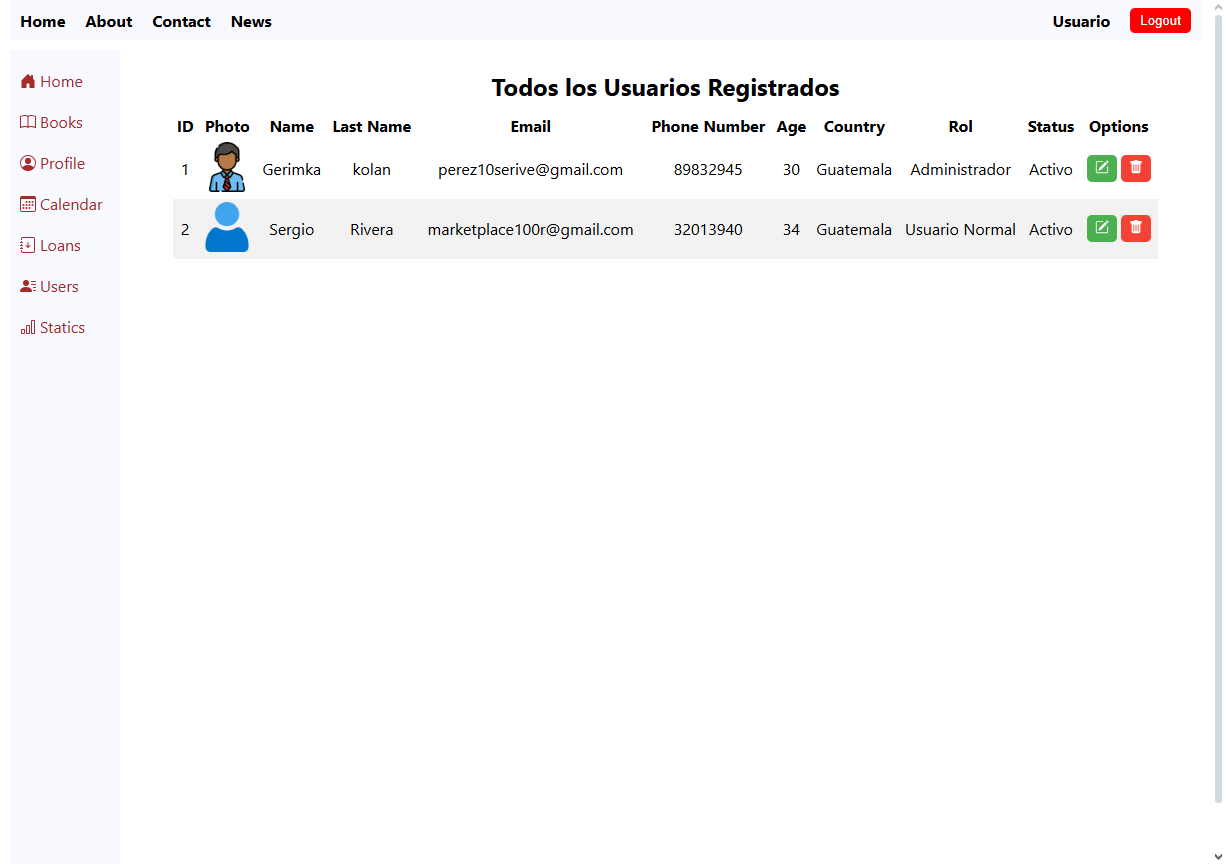 Home About Contact News Usuario Logout
Home
Books
Profile
Calendar
Loans
Users
Statics
Todos los Usuarios Registrados
ID Photo Name Last Name Email Phone Number Age Country Rol Status Options
1 Gerimka kolan perez10serive@gmail.com 89832945 30 Guatemala Administrador Activo
2 Sergio Rivera marketplace100r@gmail.com 32013940 34 Guatemala Usuario Normal Activo